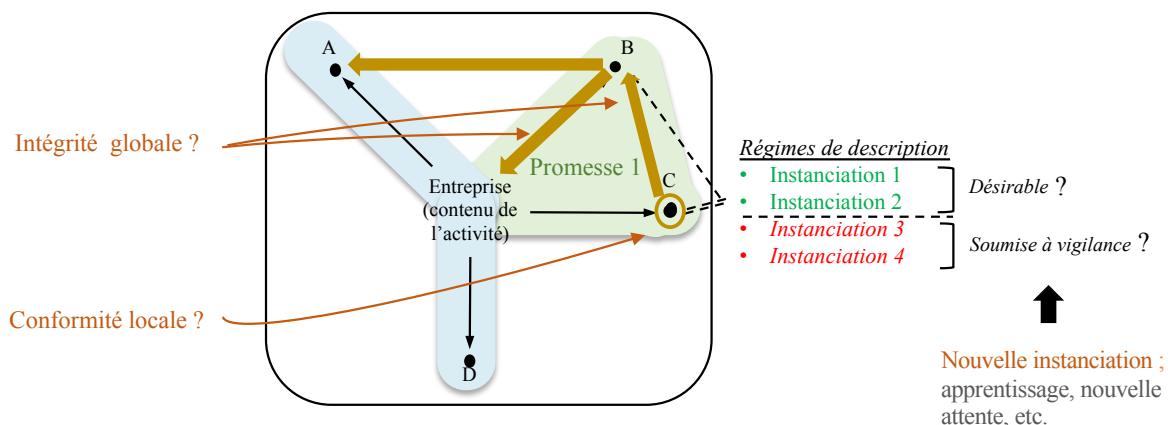 A
B
Intégrité globale ?
Promesse 1
C
Entreprise
(contenu de
l'activité)
D
Conformité locale ?
Régimes de description
• Instanciation 1
• Instanciation 2
Désirable ?
• Instanciation 3
• Instanciation 4
Soumise à vigilance ?
Nouvelle instanciation ;
apprentissage, nouvelle
attente, etc.